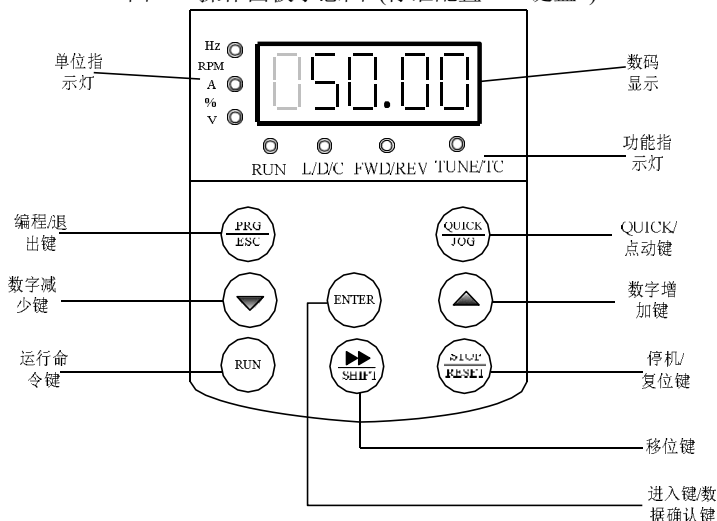 Hz
RPM
A
%
V
单位指
示灯
50.00
数码
显示
RUN L/D/C FWD/REV TUNE/TC
功能指
示灯
编程/退
出键
PRG
ESC
QUICK
JOG
QUICK/
点动键
数字减
少键
ENTER
数字增
加键
运行命
令键
RUN
SHIFT
STOP
RESET
停机/
复位键
移位键
进入键/数
据确认键